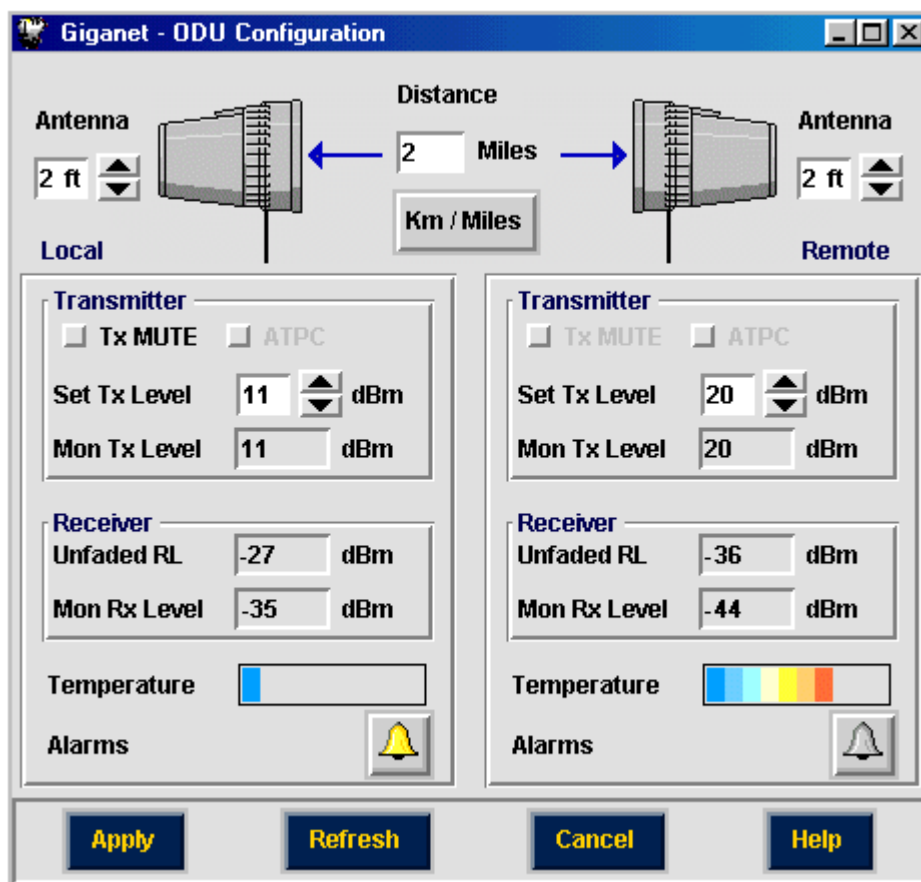 Giganet - ODU Configuration
Distance
Antenna
2 ft
2 Miles
Antenna
2 ft
Km / Miles
Local
Remote
Transmitter
Tx MUTE ATPC
Set Tx Level 11 dBm
Mon Tx Level 11 dBm
Receiver
Unfaded RL -27 dBm
Mon Rx Level -35 dBm
Temperature
Alarms
Transmitter
Tx MUTE ATPC
Set Tx Level 20 dBm
Mon Tx Level 20 dBm
Receiver
Unfaded RL -36 dBm
Mon Rx Level -44 dBm
Temperature
Alarms
Apply Refresh Cancel Help